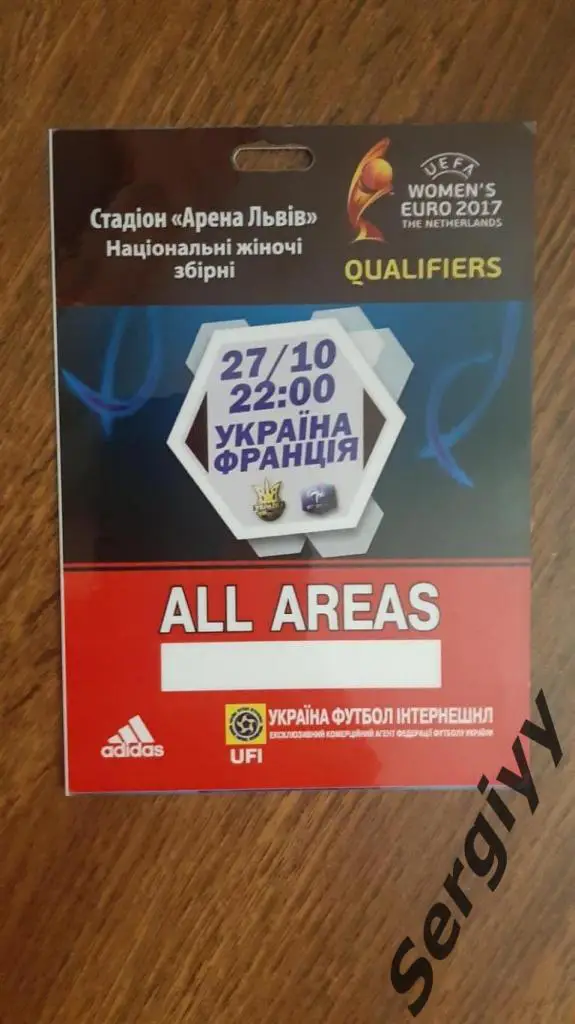 Стадіон «Арена Львів»
Національні жіночі
збірні
UEFA
WOMEN'S
EURO 2017
THE NETHERLANDS
QUALIFIERS
27/10
22:00
УКРАЇНА
ФРАНЦІЯ
ALL AREAS
adidas
UFI
УКРАЇНА ФУТБОЛ ІНТЕРНЕШНЛ
ЕКСКЛЮЗИВНИЙ КОМЕРЦІЙНИЙ АГЕНТ ФЕДЕРАЦІЇ ФУТБОЛУ УКРАЇНИ
Sergiyy